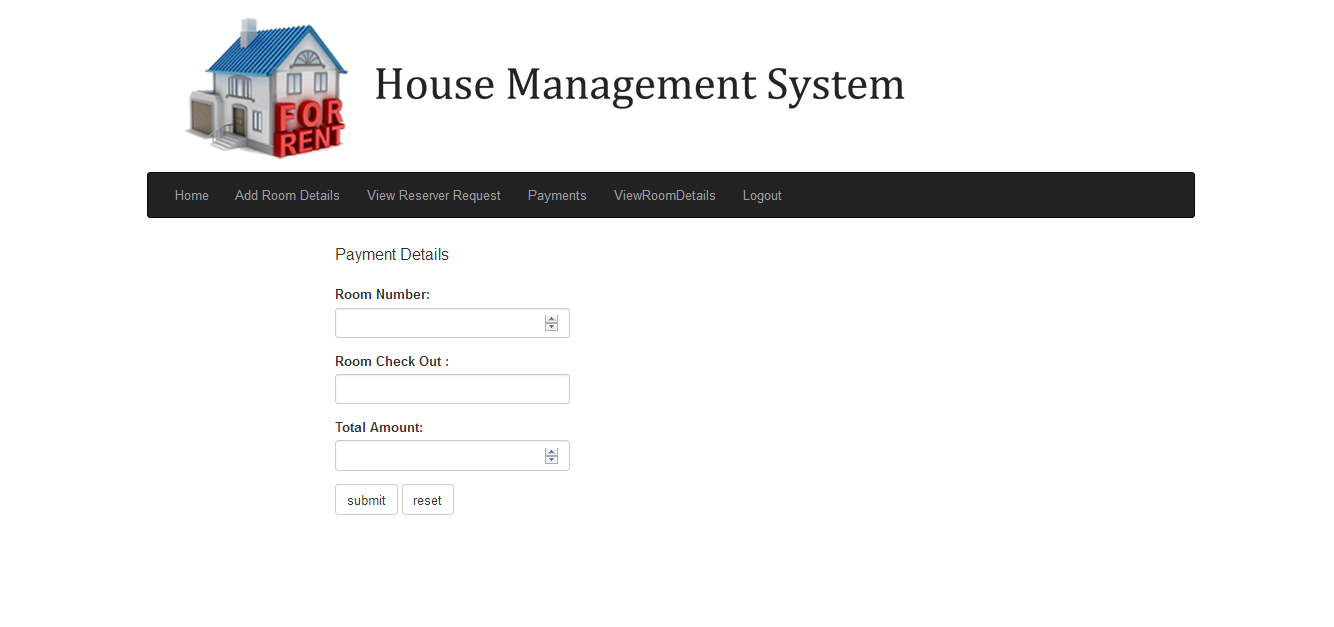 FOR
RENT
House Management System
Home Add Room Details View Reserver Request Payments ViewRoomDetails Logout
Payment Details
Room Number:
Room Check Out :
Total Amount:
submit reset